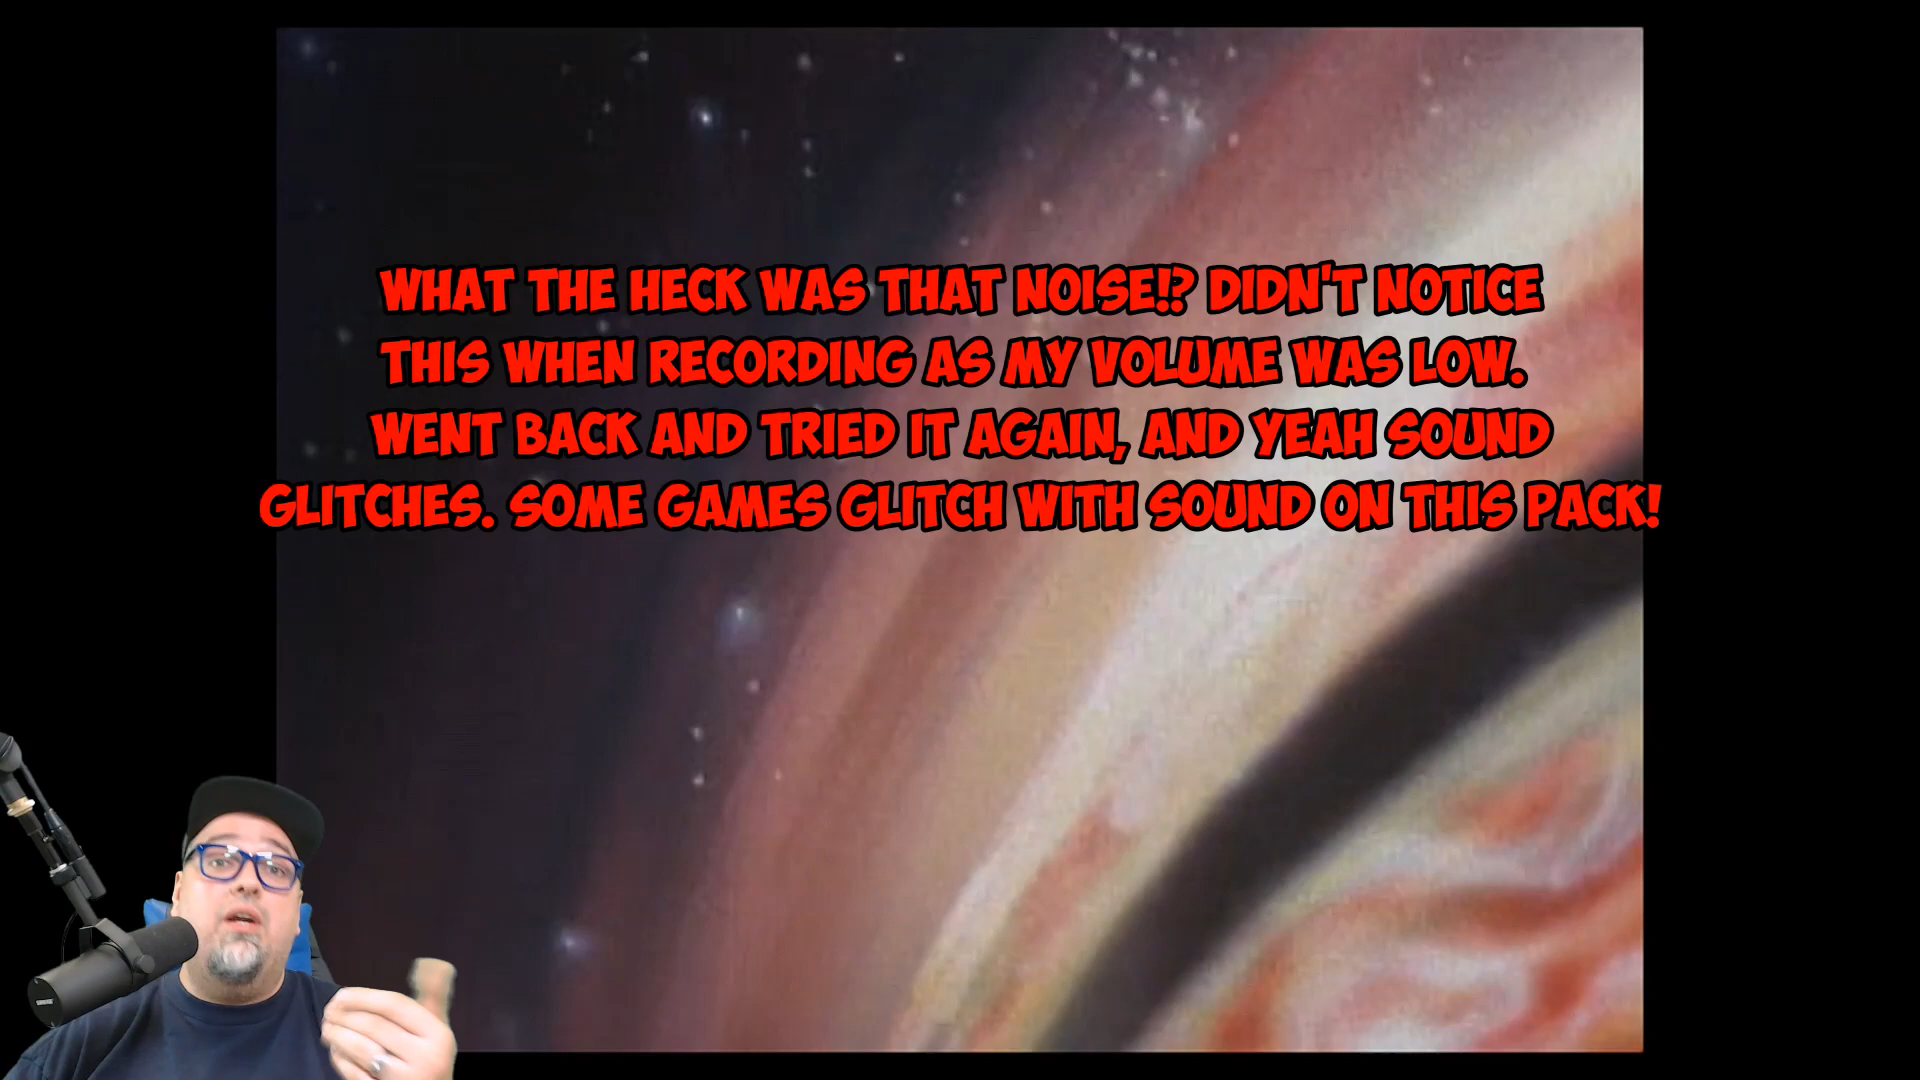 WHAT THE HECK WAS THAT NOISE!? DIDN'T NOTICE
THIS WHEN RECORDING AS MY VOLUME WAS LOW.
WENT BACK AND TRIED IT AGAIN, AND YEAH SOUND
GLITCHES. SOME GAMES GLITCH WITH SOUND ON THIS PACK!